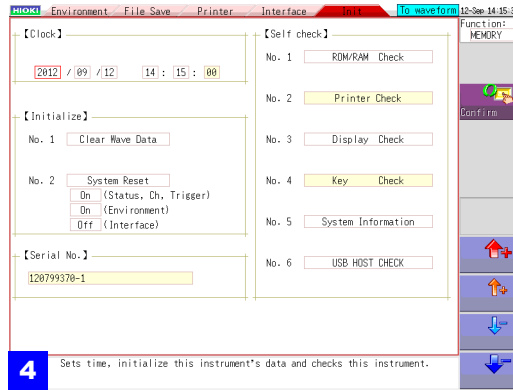 HIOKI Environment File Save Printer Interface Init To waveform 12-Sep 14:15:3
Function:
MEMORY
【Clock】
2012 / 09 / 12 14 : 15 : 00
【Initialize】
No. 1 Clear Wave Data
No. 2 System Reset
On (Status, Ch, Trigger)
On (Environment)
Off (Interface)
【Serial No.】
120799370-1
【Self check】
No. 1 ROM/RAM Check
No. 2 Printer Check
No. 3 Display Check
No. 4 Key Check
No. 5 System Information
No. 6 USB HOST CHECK
Confirm
4 Sets time, initialize this instrument's data and checks this instrument.